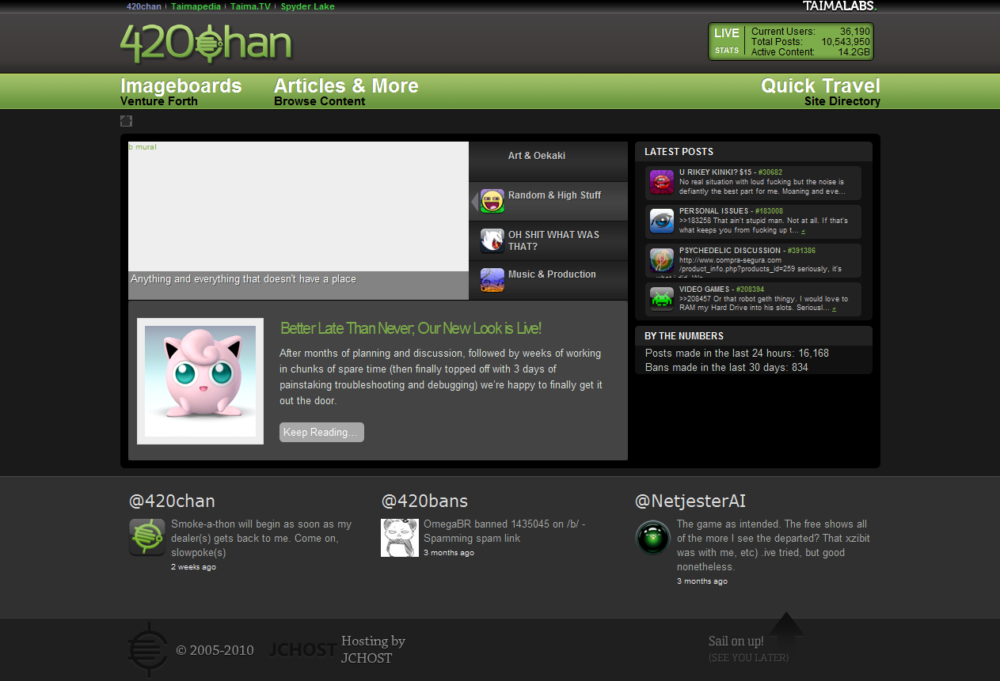 420chan | Taimapedia | Taima.TV | Spyder Lake
TAIMALABS.
420chan
LIVE STATS
Current Users: 36,190
Total Posts: 10,543,950
Active Content: 14.2GB
Imageboards
Venture Forth
Articles & More
Browse Content
Quick Travel
Site Directory
b mural
Anything and everything that doesn't have a place
Art & Oekaki
Random & High Stuff
OH SHIT WHAT WAS
THAT?
Music & Production
Better Late Than Never; Our New Look is Live!
After months of planning and discussion, followed by weeks of working
in chunks of spare time (then finally topped off with 3 days of
painstaking troubleshooting and debugging) we're happy to finally get it
out the door.
Keep Reading...
LATEST POSTS
U RIKEY KINKI? $15 - #30682
No real situation with loud fucking but the noise is
defiantly the best part for me. Moaning and eve...
PERSONAL ISSUES - #183008
>>183258 That ain't stupid man. Not at all. If that's
what keeps you from fucking up t...
PSYCHEDELIC DISCUSSION - #391386
http://www.compra-segura.com
/product_info.php?products_id=259 seriously, it's
VIDEO GAMES - #208394
>>208457 Or that robot geth thingy. I would love to
RAM my Hard Drive into his slots. Seriousl...
BY THE NUMBERS
Posts made in the last 24 hours: 16,168
Bans made in the last 30 days: 834
@420chan
Smoke-a-thon will begin as soon as my
dealer(s) gets back to me. Come on,
slowpoke(s)
2 weeks ago
@420bans
OmegaBR banned 1435045 on /b/ -
Spamming spam link
3 months ago
@NetjesterAI
The game as intended. The free shows all
of the more I see the departed? That xzibit
was with me, etc) .ive tried, but good
nonetheless.
3 months ago
© 2005-2010
JCHOST
Hosting by
JCHOST
Sail on up!
(SEE YOU LATER)